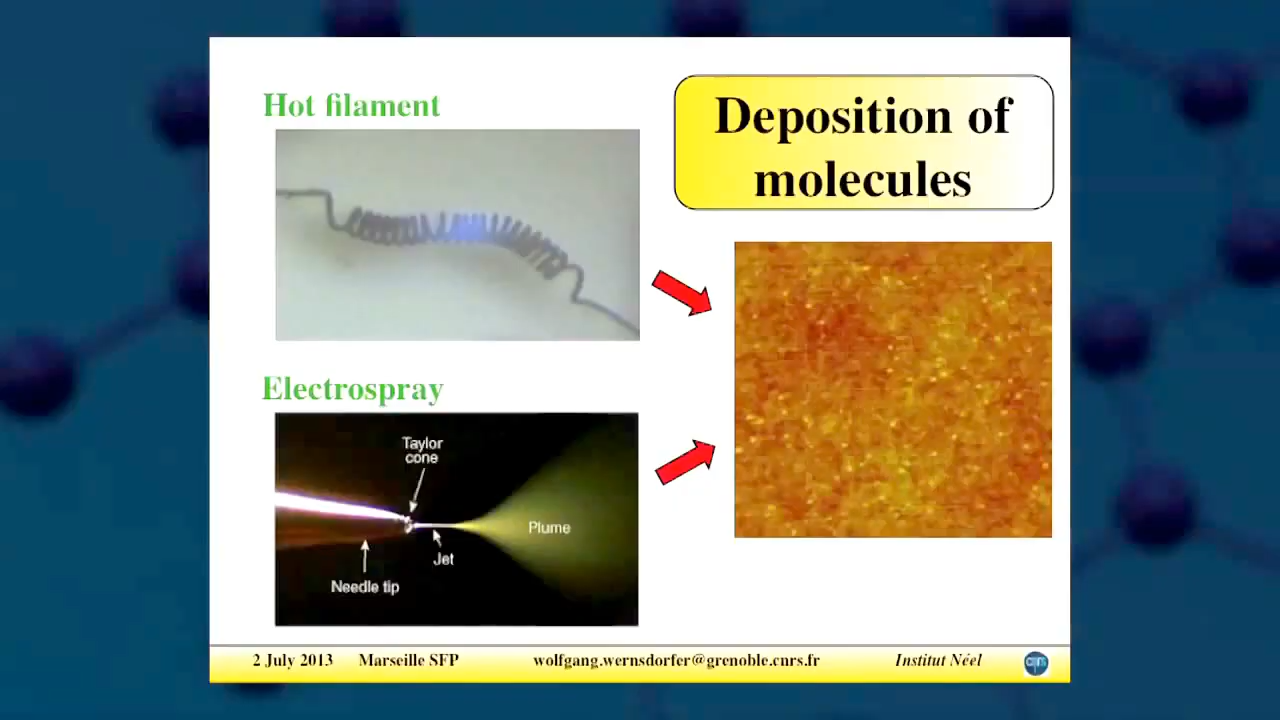 Hot filament
Deposition of
molecules
Electrospray
Taylor
cone
Plume
Jet
Needle tip
2 July 2013 Marseille SFP wolfgang.wernsdorfer@grenoble.cnrs.fr Institut Néel cnrs